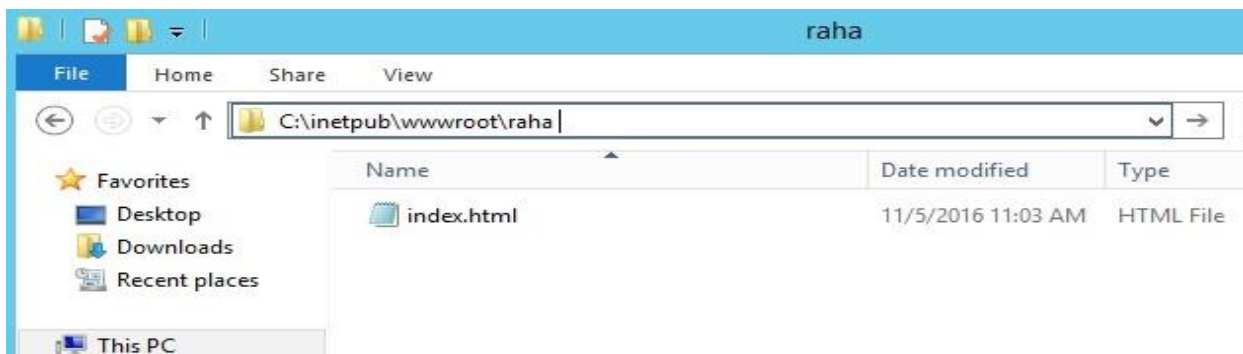 raha
File Home Share View
C:\inetpub\wwwroot\raha
Name Date modified Type
Favorites
index.html 11/5/2016 11:03 AM HTML File
Desktop
Downloads
Recent places
This PC